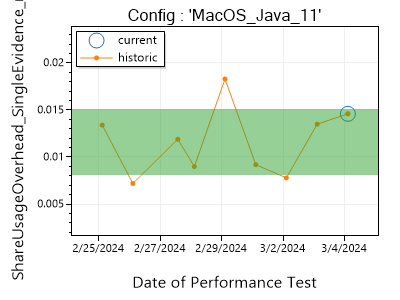 Config : 'MacOS_Java_11'
ShareUsageOverhead_SingleEvidence_
current
historic
0.02
0.015
0.01
0.005
2/25/2024 2/27/2024 2/29/2024 3/2/2024 3/4/2024
Date of Performance Test